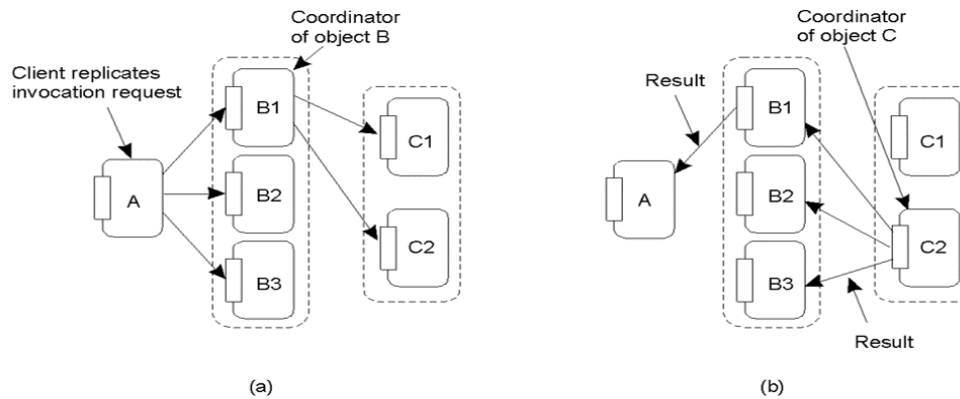 Coordinator
of object B
Client replicates
invocation request
A
B1
B2
B3
C1
C2
(a)
Coordinator
of object C
Result
A
B1
B2
B3
C1
C2
Result
(b)